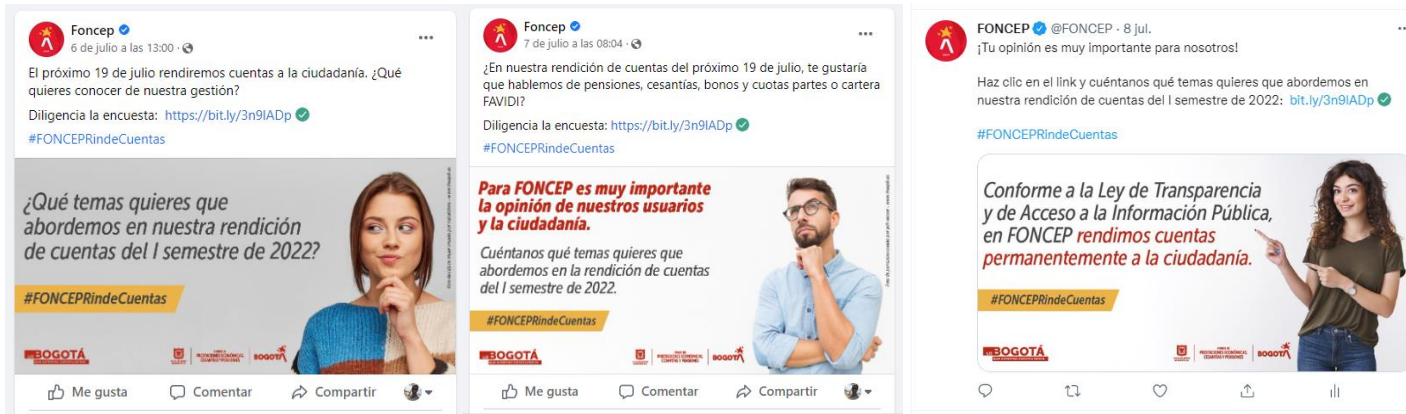 Foncep
6 de julio a las 13:00 ·
El próximo 19 de julio rendiremos cuentas a la ciudadanía. ¿Qué
quieres conocer de nuestra gestión?
Diligencia la encuesta: https://bit.ly/3n9lADp
#FONCEPRindeCuentas
¿Qué temas quieres que
abordemos en nuestra rendición
de cuentas del I semestre de 2022?
#FONCEPRindeCuentas
BOGOTÁ
BOGOTÁ
Me gusta
Comentar
Compartir
Foncep
7 de julio a las 08:04 ·
¿En nuestra rendición de cuentas del próximo 19 de julio, te gustaría
que hablemos de pensiones, cesantías, bonos y cuotas partes o cartera
FAVIDI?
Diligencia la encuesta: https://bit.ly/3n9lADp
#FONCEPRindeCuentas
Para FONCEP es muy importante
la opinión de nuestros usuarios
y la ciudadanía.
Cuéntanos qué temas quieres que
abordemos en la rendición de cuentas
del I semestre de 2022.
#FONCEPRindeCuentas
BOGOTÁ
PRESTACIONES ECONÓMICAS,
CESANTÍAS Y PENSIONES
BOGOTÁ
Me gusta
Comentar
Compartir
FONCEP @FONCEP · 8 jul.
¡Tu opinión es muy importante para nosotros!
Haz clic en el link y cuéntanos qué temas quieres que abordemos en
nuestra rendición de cuentas del I semestre de 2022: bit.ly/3n9lADp
#FONCEPRindeCuentas
Conforme a la Ley de Transparencia
y de Acceso a la Información Pública,
en FONCEP rendimos cuentas
permanentemente a la ciudadanía.
#FONCEPRindeCuentas
BOGOTÁ
PRESTACIONES ECONÓMICAS,
CESANTÍAS Y PENSIONES
BOGOTÁ